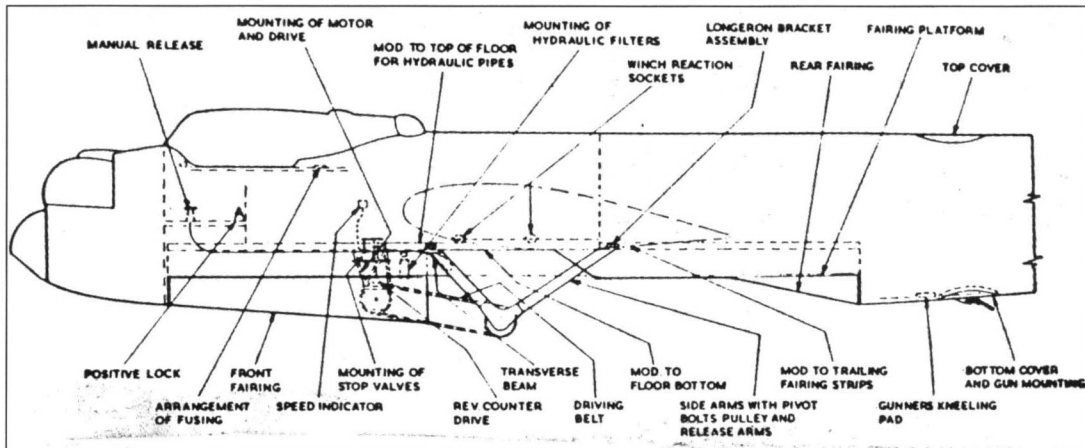 MOUNTING OF MOTOR
AND DRIVE
MANUAL RELEASE
MOD TO TOP OF FLOOR
FOR HYDRAULIC PIPES
MOUNTING OF
HYDRAULIC FILTERS
WINCH REACTION
SOCKETS
LONGERON BRACKET
ASSEMBLY
REAR FAIRING
FAIRING PLATFORM
TOP COVER
POSITIVE LOCK
ARRANGEMENT
OF FUSING
FRONT
FAIRING
SPEED INDICATOR
MOUNTING OF
STOP VALVES
REV. COUNTER
DRIVE
TRANSVERSE
BEAM
DRIVING
BELT
MOD. TO
FLOOR BOTTOM
SIDE ARMS WITH PIVOT
BOLTS PULLEY AND
RELEASE ARMS
MOD TO TRAILING
FAIRING STRIPS
GUNNERS KNEELING
PAD
BOTTOM COVER
AND GUN MOUNTING